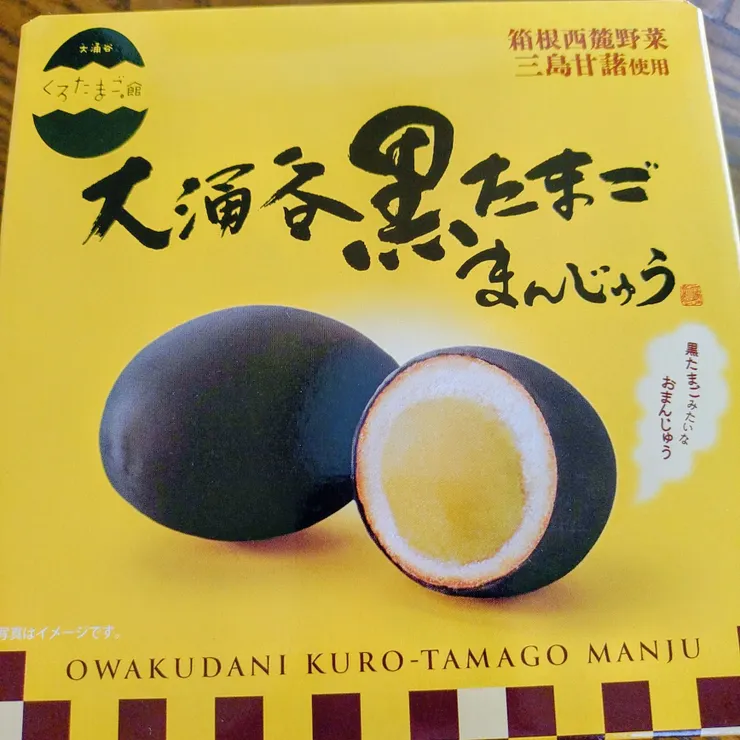 大涌谷
くろたまご館
箱根西麓野菜
三島甘藷使用
大涌谷黒たまご
まんじゅう
黒たまごみたいな
おまんじゅう
写真はイメージです。
OWAKUDANI KURO-TAMAGO MANJU